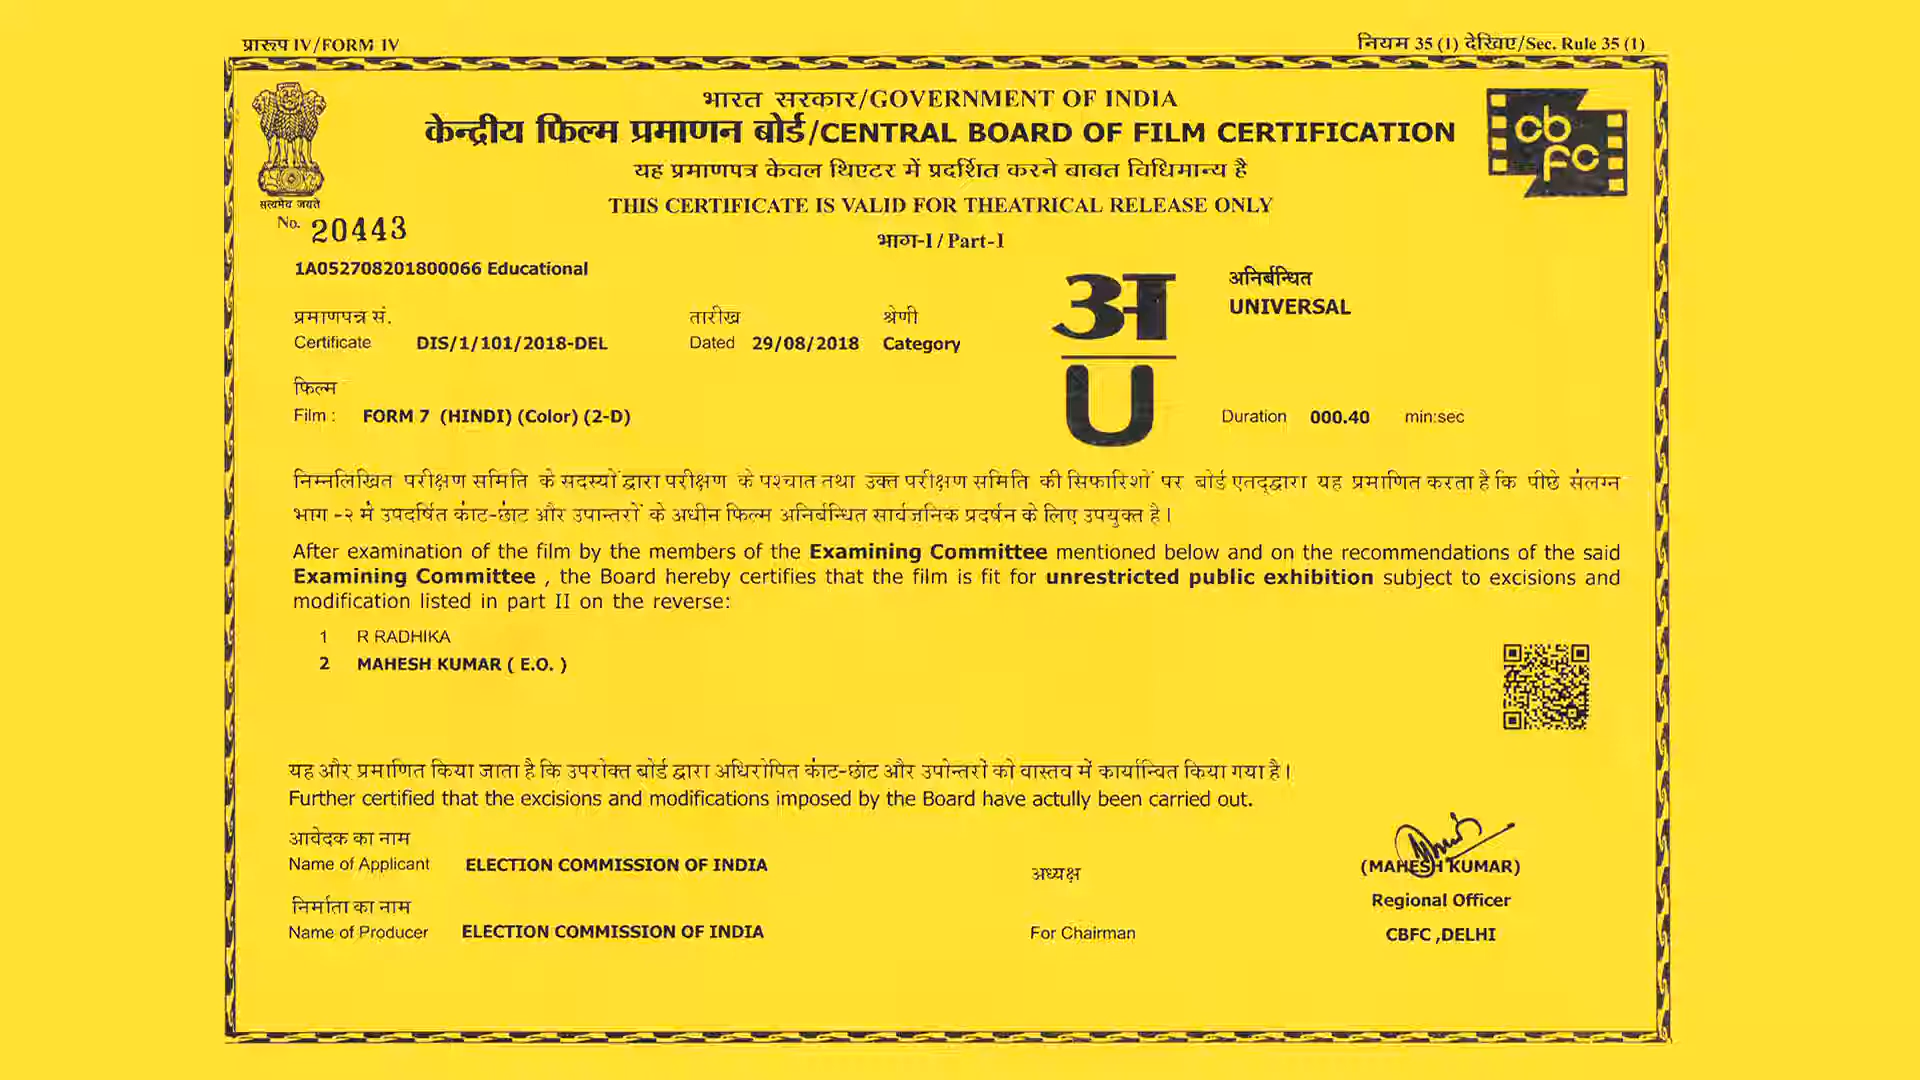 प्रारूप IV/FORM IV
नियम 35 (1) देखिए/Sec. Rule 35 (1)
भारत सरकार/GOVERNMENT OF INDIA
केन्द्रीय फिल्म प्रमाणन बोर्ड/CENTRAL BOARD OF FILM CERTIFICATION
cb
fc
यह प्रमाणपत्र केवल थिएटर में प्रदर्शित करने बाबत विधिमान्य है
सत्यमेव जयते
THIS CERTIFICATE IS VALID FOR THEATRICAL RELEASE ONLY
No. 20443
भाग-I / Part-I
1A052708201800066 Educational
अ
U
अनिर्बन्धित
UNIVERSAL
प्रमाणपत्र सं. तारीख श्रेणी
Certificate DIS/1/101/2018-DEL Dated 29/08/2018 Category
फिल्म
Film : FORM 7 (HINDI) (Color) (2-D) Duration 000.40 min:sec
निम्नलिखित परीक्षण समिति के सदस्यों द्वारा परीक्षण के पश्चात तथा उक्त परीक्षण समिति की सिफारिशों पर बोर्ड एतद्द्वारा यह प्रमाणित करता है कि पीछे संलग्न
भाग -२ में उपदर्षित कांट-छांट और उपान्तरों के अधीन फिल्म अनिर्बन्धित सार्वजनिक प्रदर्षन के लिए उपयुक्त है।
After examination of the film by the members of the Examining Committee mentioned below and on the recommendations of the said
Examining Committee , the Board hereby certifies that the film is fit for unrestricted public exhibition subject to excisions and
modification listed in part II on the reverse:
1 R RADHIKA
2 MAHESH KUMAR ( E.O. )
यह और प्रमाणित किया जाता है कि उपरोक्त बोर्ड द्वारा अधिरोपित कांट-छांट और उपोन्तरों को वास्तव में कार्यान्वित किया गया है।
Further certified that the excisions and modifications imposed by the Board have actully been carried out.
आवेदक का नाम
Name of Applicant ELECTION COMMISSION OF INDIA
अध्यक्ष
(MAHESH KUMAR)
Regional Officer
निर्माता का नाम
Name of Producer ELECTION COMMISSION OF INDIA
For Chairman
CBFC ,DELHI